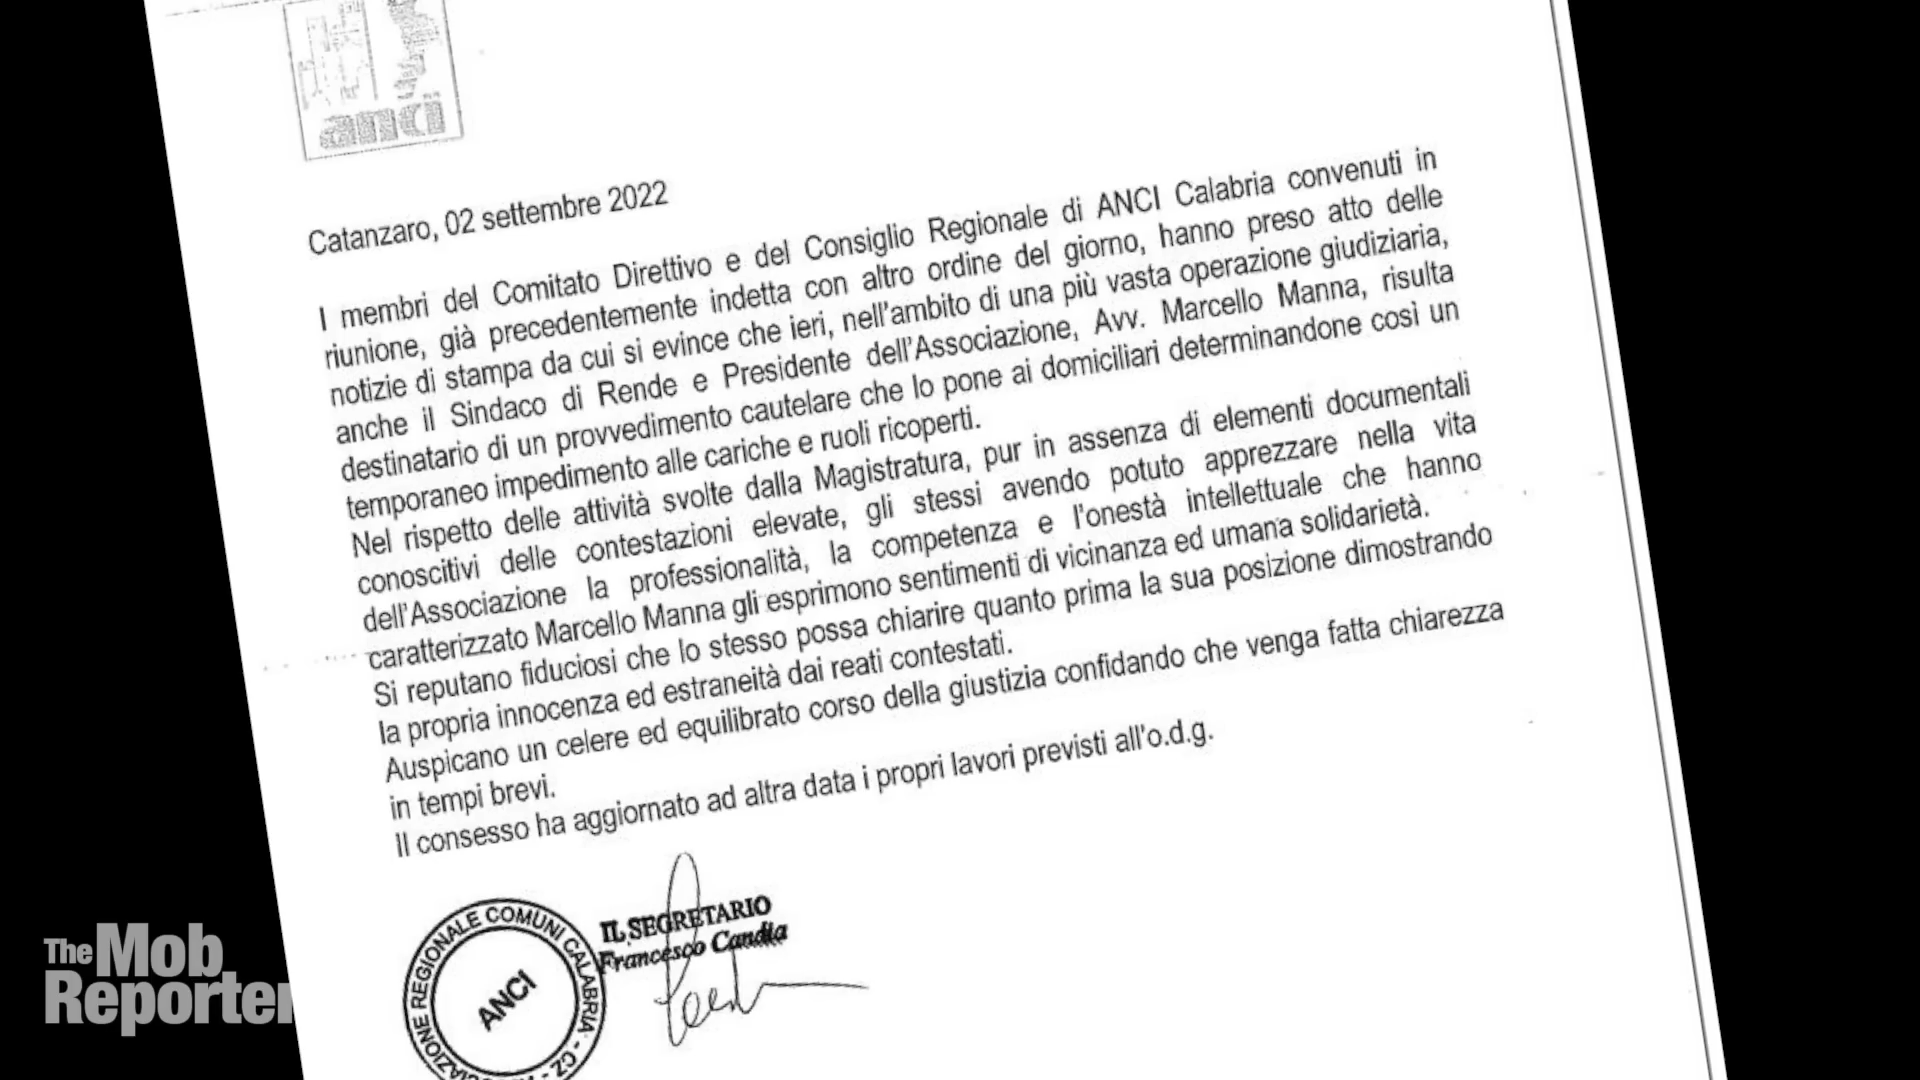 anci
Catanzaro, 02 settembre 2022
I membri del Comitato Direttivo e del Consiglio Regionale di ANCI Calabria convenuti in
riunione, già precedentemente indetta con altro ordine del giorno, hanno preso atto delle
notizie di stampa da cui si evince che ieri, nell'ambito di una più vasta operazione giudiziaria,
anche il Sindaco di Rende e Presidente dell'Associazione, Avv. Marcello Manna, risulta
destinatario di un provvedimento cautelare che lo pone ai domiciliari determinandone così un
temporaneo impedimento alle cariche e ruoli ricoperti.
Nel rispetto delle attività svolte dalla Magistratura, pur in assenza di elementi documentali
conoscitivi delle contestazioni elevate, gli stessi avendo potuto apprezzare nella vita
dell'Associazione la professionalità, la competenza e l'onestà intellettuale che hanno
caratterizzato Marcello Manna gli esprimono sentimenti di vicinanza ed umana solidarietà.
Si reputano fiduciosi che lo stesso possa chiarire quanto prima la sua posizione dimostrando
la propria innocenza ed estraneità dai reati contestati.
Auspicano un celere ed equilibrato corso della giustizia confidando che venga fatta chiarezza
in tempi brevi.
Il consesso ha aggiornato ad altra data i propri lavori previsti all'o.d.g.
IL SEGRETARIO
Francesco Candia
REGIONALE COMUNI CALABRIA - CZ -
ANCI
The Mob
Reporter